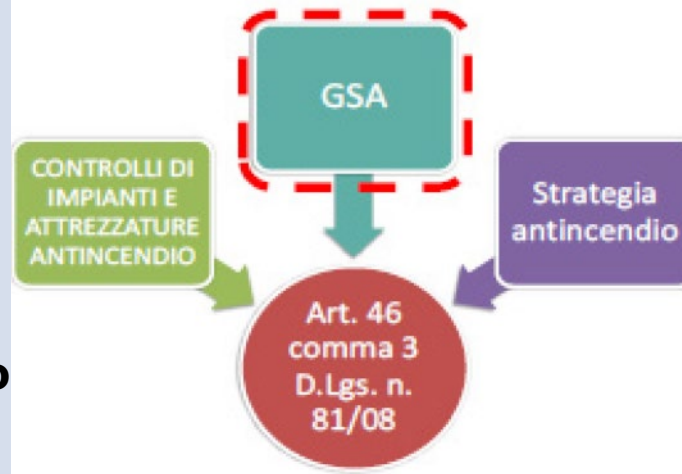 GSA
CONTROLLI DI
IMPIANTI E
ATTREZZATURE
ANTINCENDIO
Strategia
antincendio
Art. 46
comma 3
D.Lgs. n.
81/08
o